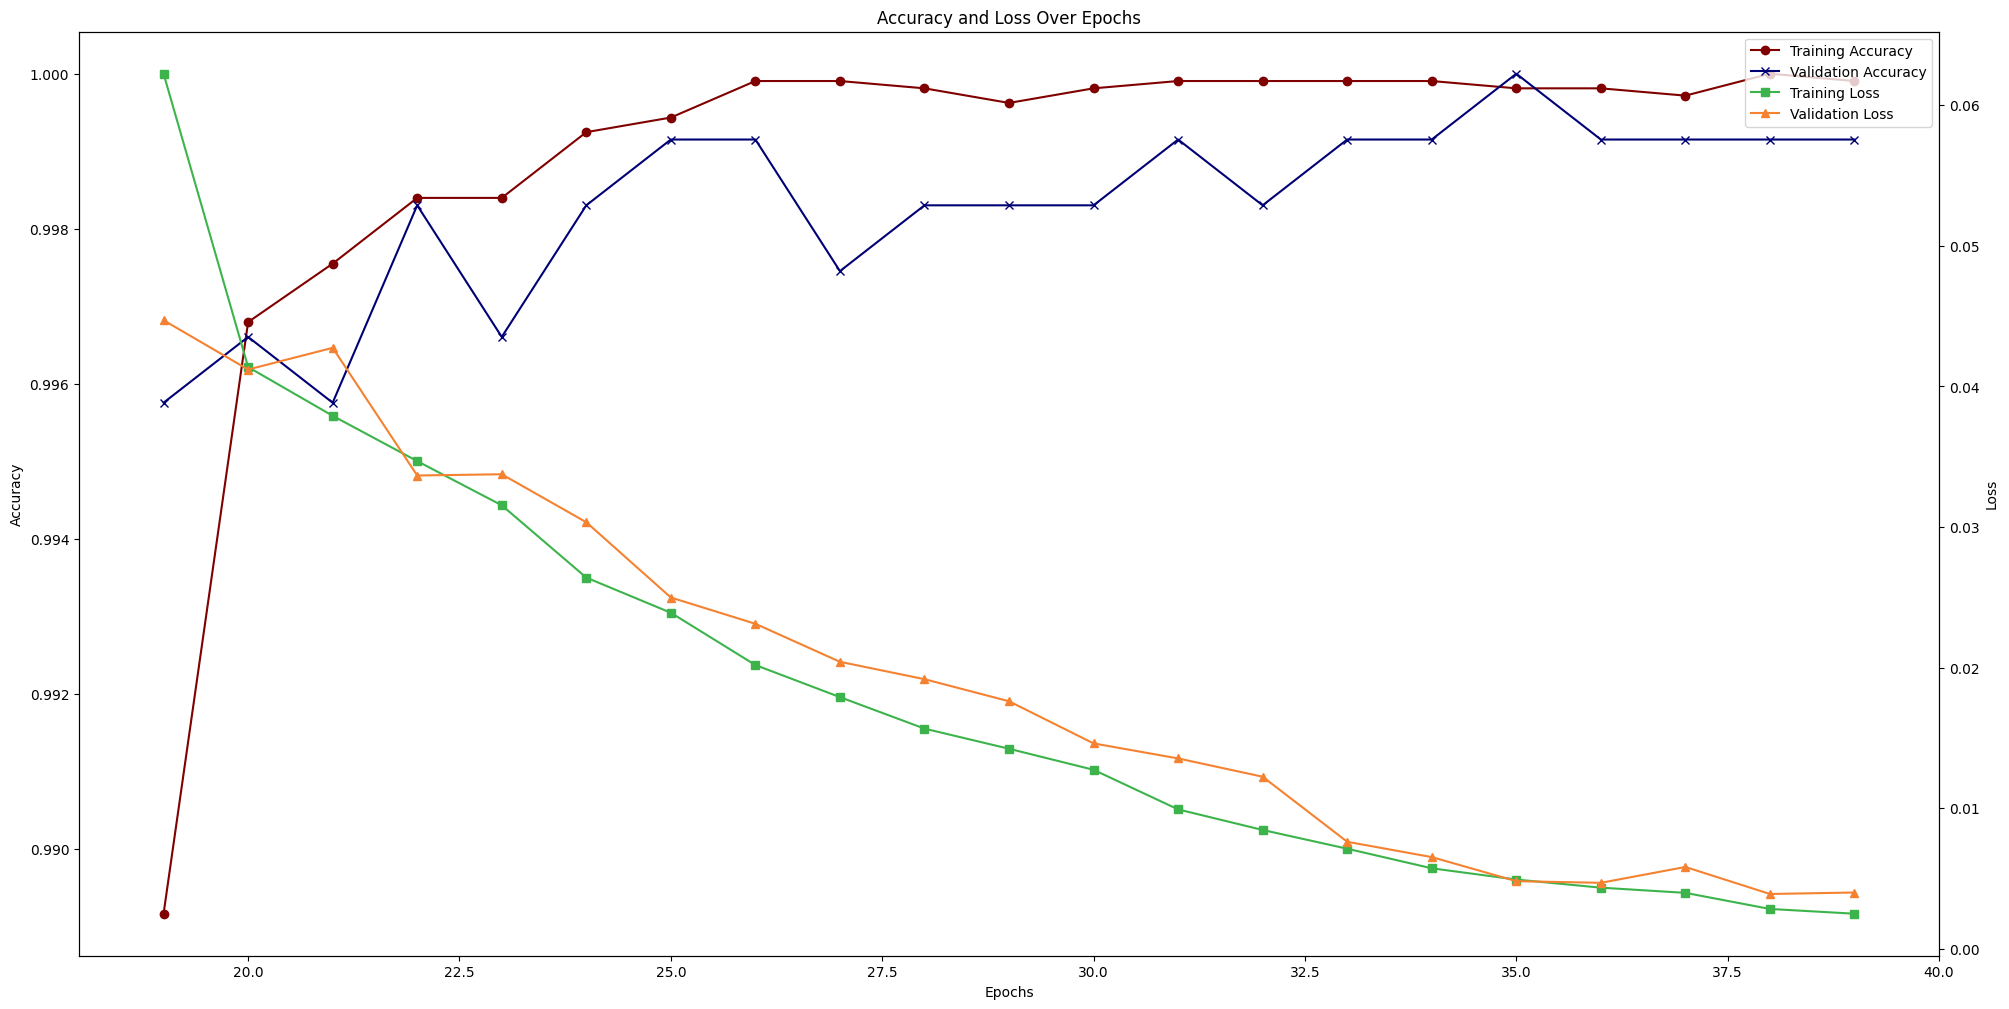 Accuracy and Loss Over Epochs
Training Accuracy
Validation Accuracy
Training Loss
Validation Loss
1.000
0.998
0.996
0.994
0.992
0.990
Accuracy
0.06
0.05
0.04
0.03
0.02
0.01
0.00
Loss
20.0 22.5 25.0 27.5 30.0 32.5 35.0 37.5 40.0
Epochs